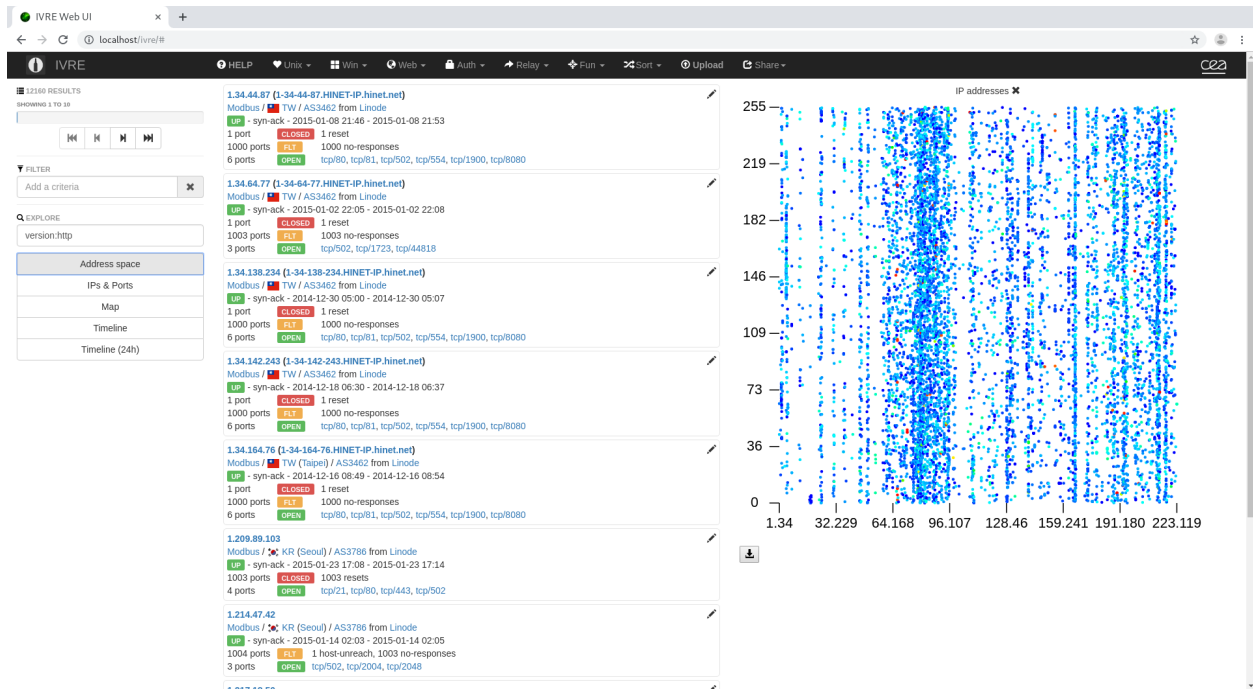 IVRE Web UI × +
localhost/ivre/#
IVRE
HELP Unix Win Web Auth Relay Fun Sort Upload Share cea
12160 RESULTS
SHOWING 1 TO 10
FILTER
Add a criteria
EXPLORE
version:http
Address space
IPs & Ports
Map
Timeline
Timeline (24h)
1.34.44.87 (1-34-44-87.HINET-IP.hinet.net)
Modbus / TW / AS3462 from Linode
UP - syn-ack - 2015-01-08 21:46 - 2015-01-08 21:53
1 port CLOSED 1 reset
1000 ports FLT 1000 no-responses
6 ports OPEN tcp/80, tcp/81, tcp/502, tcp/554, tcp/1900, tcp/8080
1.34.64.77 (1-34-64-77.HINET-IP.hinet.net)
Modbus / TW / AS3462 from Linode
UP - syn-ack - 2015-01-02 22:05 - 2015-01-02 22:08
1 port CLOSED 1 reset
1003 ports FLT 1003 no-responses
3 ports OPEN tcp/502, tcp/1723, tcp/44818
1.34.138.234 (1-34-138-234.HINET-IP.hinet.net)
Modbus / TW / AS3462 from Linode
UP - syn-ack - 2014-12-30 05:00 - 2014-12-30 05:07
1 port CLOSED 1 reset
1000 ports FLT 1000 no-responses
6 ports OPEN tcp/80, tcp/81, tcp/502, tcp/554, tcp/1900, tcp/8080
1.34.142.243 (1-34-142-243.HINET-IP.hinet.net)
Modbus / TW / AS3462 from Linode
UP - syn-ack - 2014-12-18 06:30 - 2014-12-18 06:37
1 port CLOSED 1 reset
1000 ports FLT 1000 no-responses
6 ports OPEN tcp/80, tcp/81, tcp/502, tcp/554, tcp/1900, tcp/8080
1.34.164.76 (1-34-164-76.HINET-IP.hinet.net)
Modbus / TW (Taipei) / AS3462 from Linode
UP - syn-ack - 2014-12-16 08:49 - 2014-12-16 08:54
1 port CLOSED 1 reset
1000 ports FLT 1000 no-responses
6 ports OPEN tcp/80, tcp/81, tcp/502, tcp/554, tcp/1900, tcp/8080
1.209.89.103
Modbus / KR (Seoul) / AS3786 from Linode
UP - syn-ack - 2015-01-23 17:08 - 2015-01-23 17:14
1003 ports CLOSED 1003 resets
4 ports OPEN tcp/21, tcp/80, tcp/443, tcp/502
1.214.47.42
Modbus / KR (Seoul) / AS3786 from Linode
UP - syn-ack - 2015-01-14 02:03 - 2015-01-14 02:05
1004 ports FLT 1 host-unreach, 1003 no-responses
3 ports OPEN tcp/502, tcp/2004, tcp/2048
IP addresses
255
219
182
146
109
73
36
0
1.34 32.229 64.168 96.107 128.46 159.241 191.180 223.119